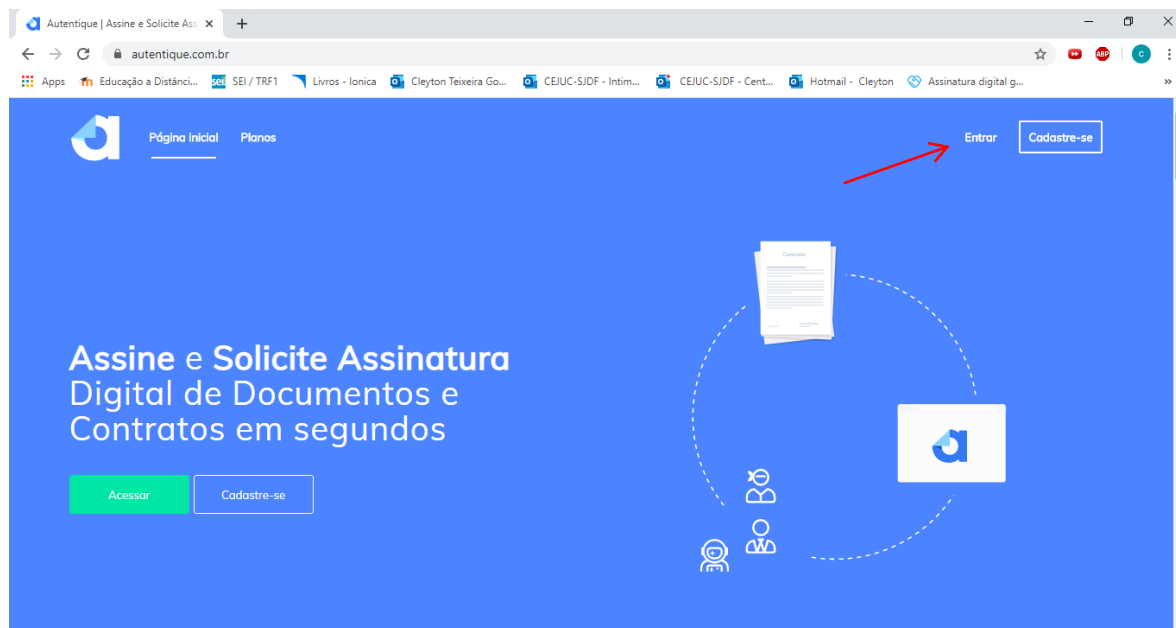 Autentique | Assine e Solicite Ass
autentique.com.br
ABP
C
Apps Educação a Distânci... sei! SEI / TRF1 Livros - Ionica Cleyton Teixeira Go... CEJUC-SJDF - Intim... CEJUC-SJDF - Cent... Hotmail - Cleyton Assinatura digital g...
Página inicial Planos Entrar Cadastre-se
Contrato
Assine e Solicite Assinatura
Digital de Documentos e
Contratos em segundos
Acessar Cadastre-se